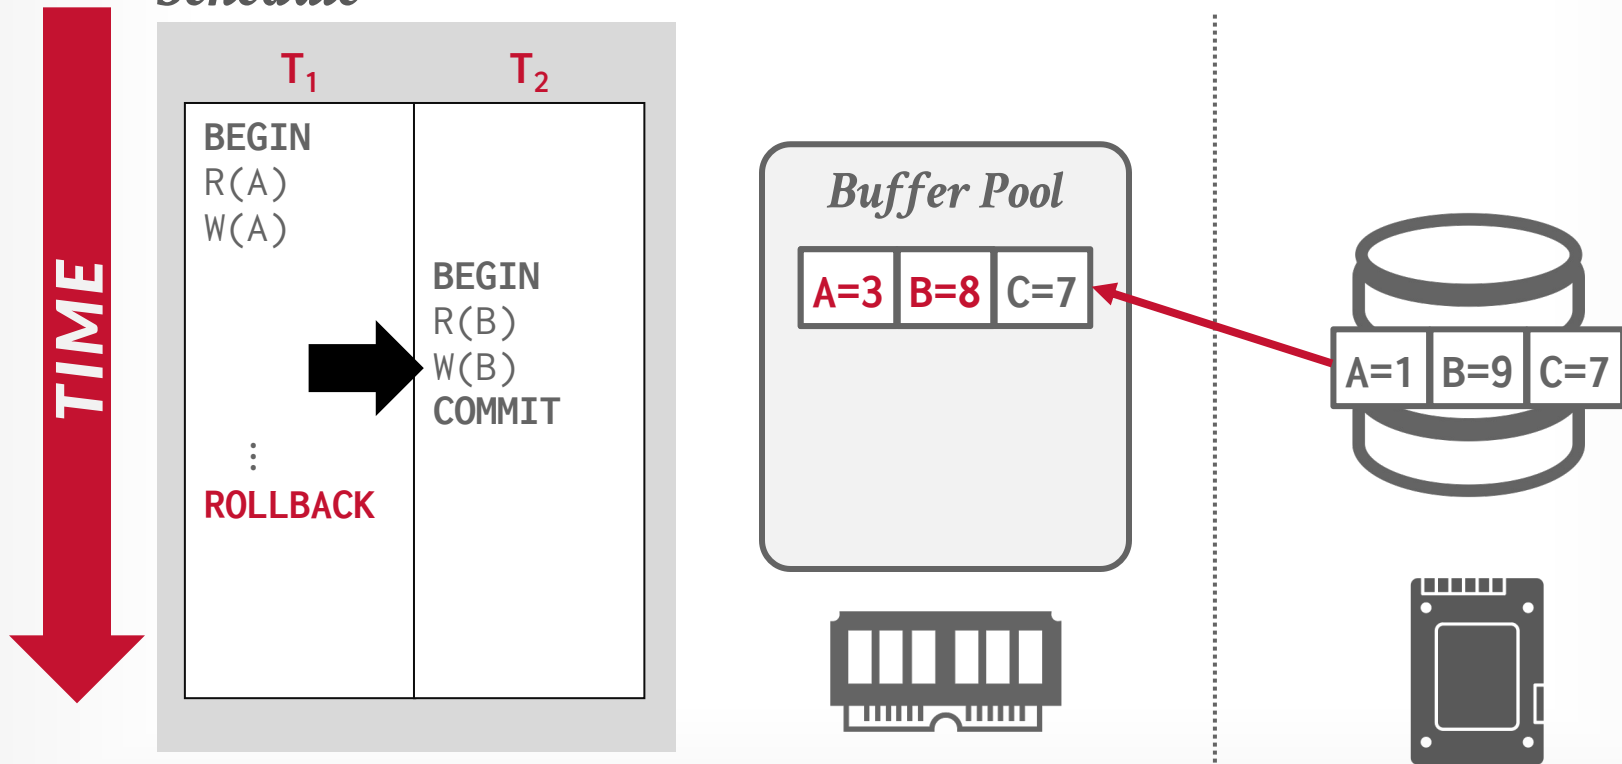 TIME
T₁
T₂
BEGIN
R(A)
W(A)
BEGIN
R(B)
W(B)
COMMIT
⋮
ROLLBACK
Buffer Pool
A=3 B=8 C=7
A=1 B=9 C=7